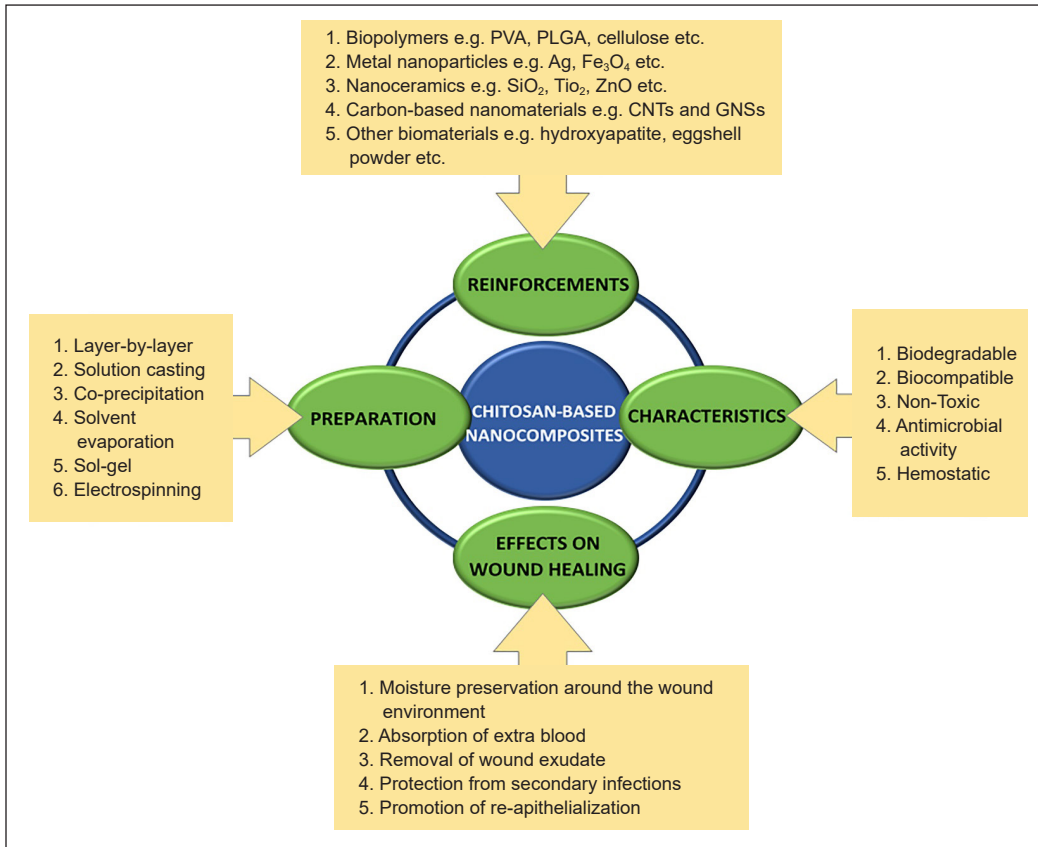 1. Biopolymers e.g. PVA, PLGA, cellulose etc.
2. Metal nanoparticles e.g. Ag, Fe₃O₄ etc.
3. Nanoceramics e.g. SiO₂, Tio₂, ZnO etc.
4. Carbon-based nanomaterials e.g. CNTs and GNSs
5. Other biomaterials e.g. hydroxyapatite, eggshell
powder etc.
REINFORCEMENTS
1. Layer-by-layer
2. Solution casting
3. Co-precipitation
4. Solvent
evaporation
5. Sol-gel
6. Electrospinning
PREPARATION
CHITOSAN-BASED
NANOCOMPOSITES
CHARACTERISTICS
1. Biodegradable
2. Biocompatible
3. Non-Toxic
4. Antimicrobial
activity
5. Hemostatic
EFFECTS ON
WOUND HEALING
1. Moisture preservation around the wound
environment
2. Absorption of extra blood
3. Removal of wound exudate
4. Protection from secondary infections
5. Promotion of re-apithelialization